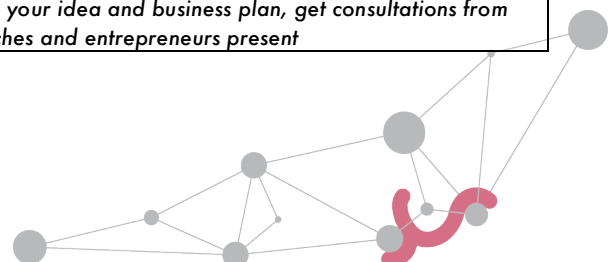 your idea and business plan, get consultations from
ches and entrepreneurs present